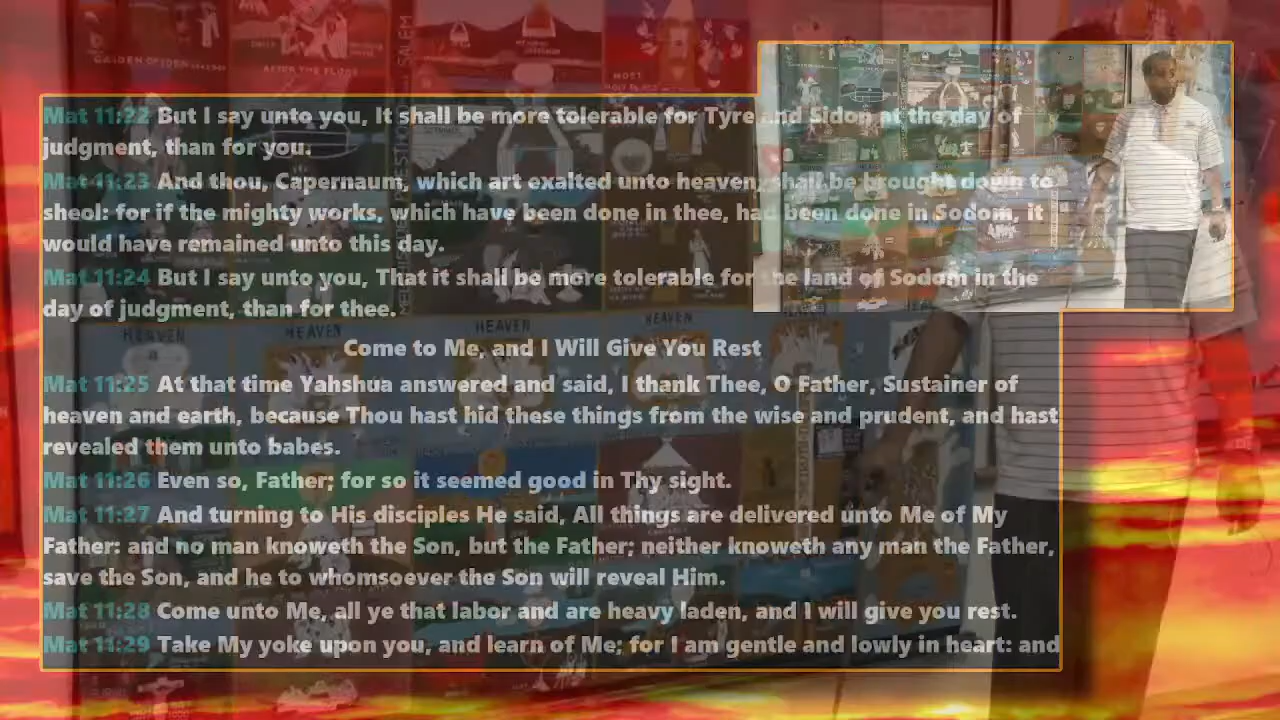 GARDEN OF EDEN
AFTER THE FLOOD
SALEM
MOST
Mat 11:22 But I say unto you, It shall be more tolerable for Tyre and Sidon at the day of
judgment, than for you.
Mat 11:23 And thou, Capernaum, which art exalted unto heaven, shall be brought down to
sheol: for if the mighty works, which have been done in thee, had been done in Sodom, it
would have remained unto this day.
Mat 11:24 But I say unto you, That it shall be more tolerable for the land of Sodom in the
day of judgment, than for thee.
HEAVEN
HEAVEN
HEAVEN
HEAVEN
Come to Me, and I Will Give You Rest
Mat 11:25 At that time Yahshua answered and said, I thank Thee, O Father, Sustainer of
heaven and earth, because Thou hast hid these things from the wise and prudent, and hast
revealed them unto babes.
Mat 11:26 Even so, Father; for so it seemed good in Thy sight.
Mat 11:27 And turning to His disciples He said, All things are delivered unto Me of My
Father: and no man knoweth the Son, but the Father; neither knoweth any man the Father,
save the Son, and he to whomsoever the Son will reveal Him.
Mat 11:28 Come unto Me, all ye that labor and are heavy laden, and I will give you rest.
Mat 11:29 Take My yoke upon you, and learn of Me; for I am gentle and lowly in heart: and